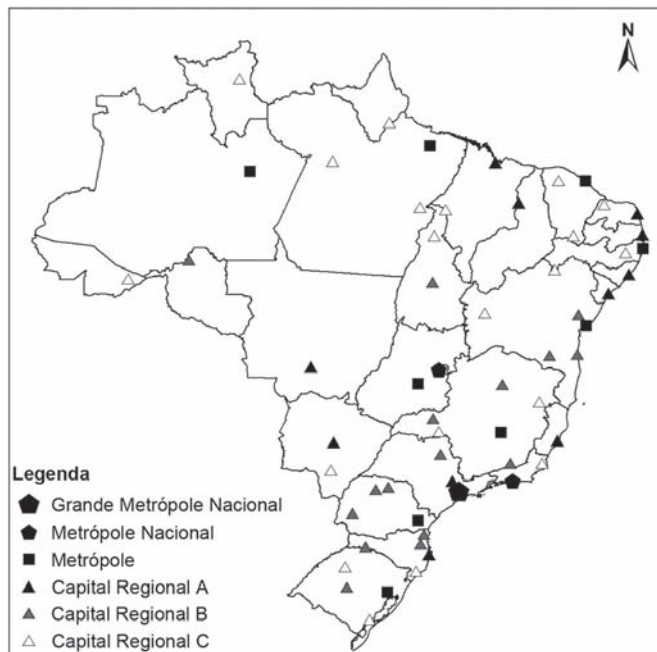 N
Legenda
Grande Metrópole Nacional
Metrópole Nacional
Metrópole
Capital Regional A
Capital Regional B
Capital Regional C